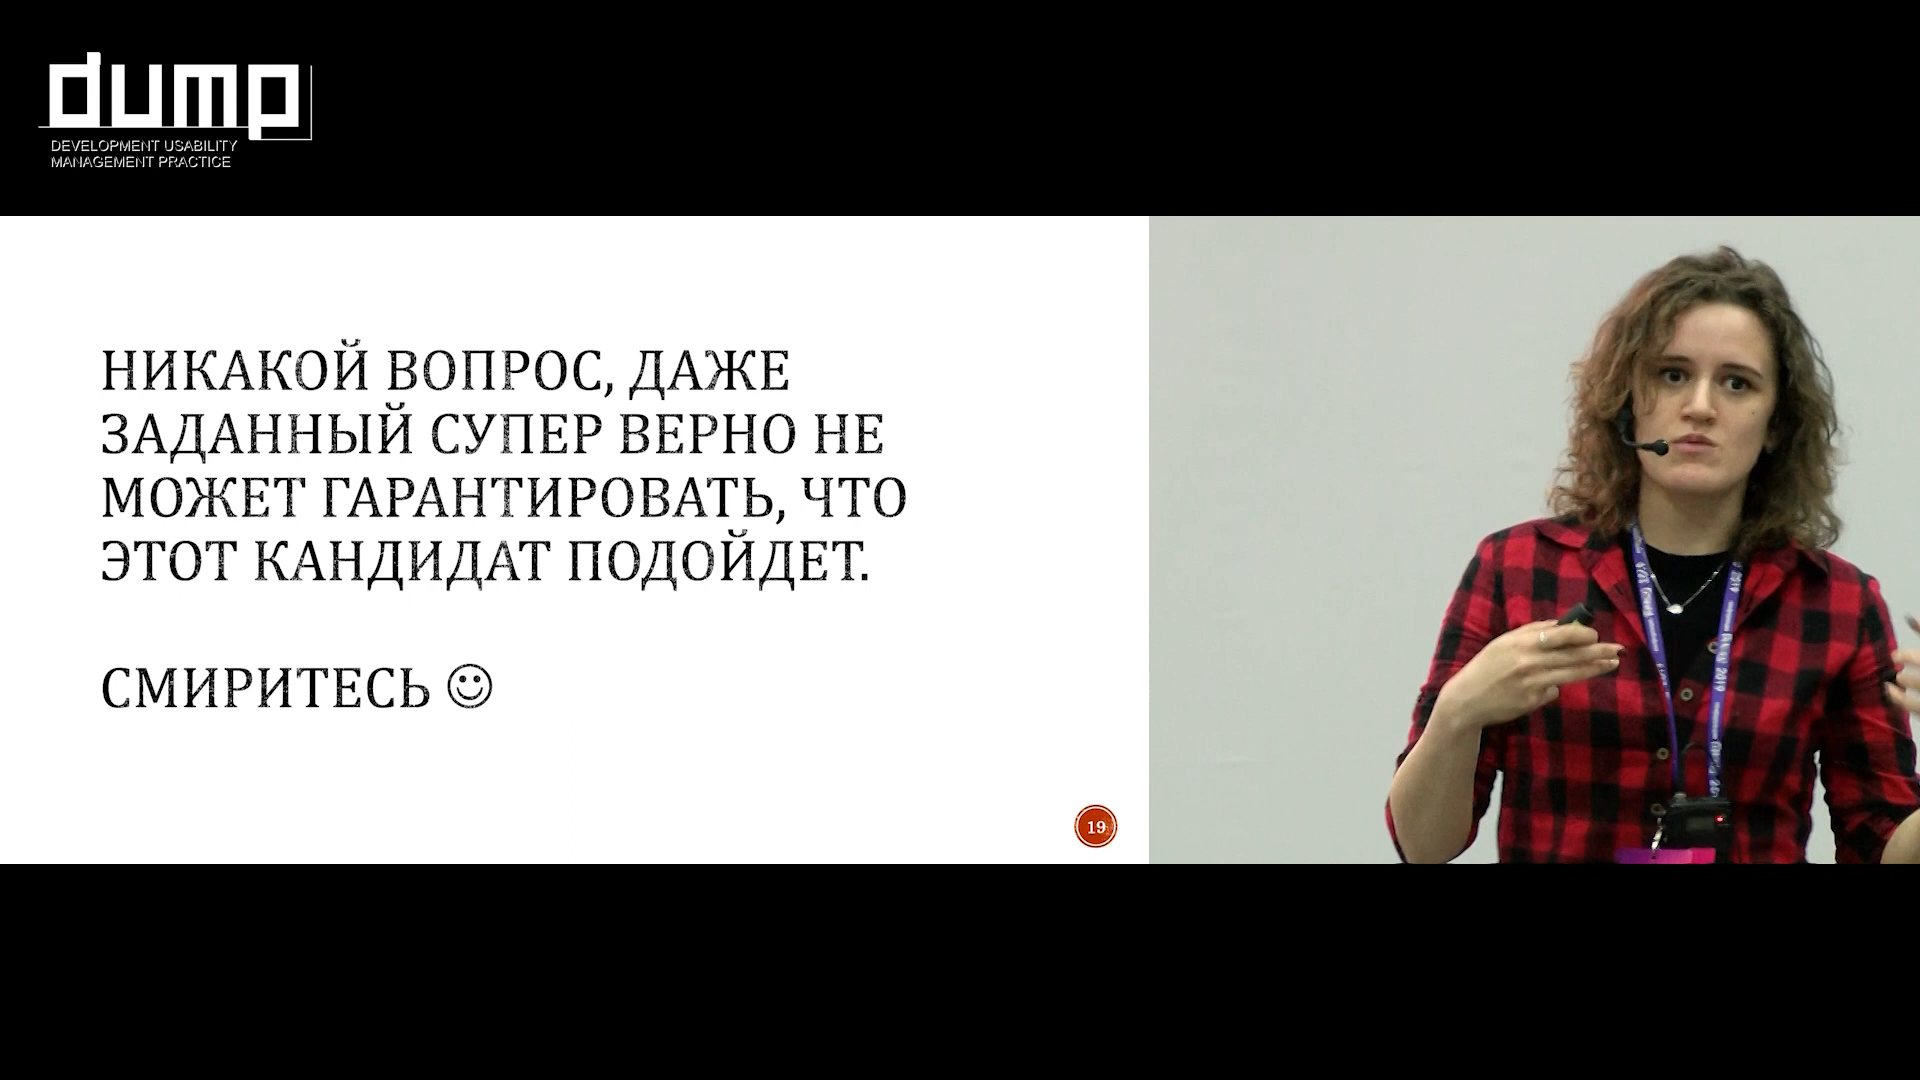 dump
DEVELOPMENT USABILITY
MANAGEMENT PRACTICE
НИКАКОЙ ВОПРОС, ДАЖЕ
ЗАДАННЫЙ СУПЕР ВЕРНО НЕ
МОЖЕТ ГАРАНТИРОВАТЬ, ЧТО
ЭТОТ КАНДИДАТ ПОДОЙДЕТ.
СМИРИТЕСЬ ☺
19